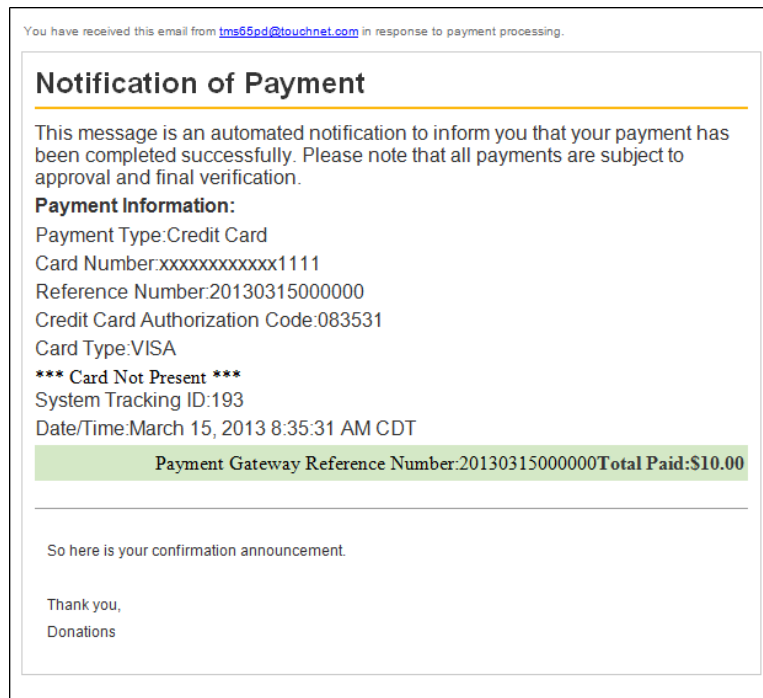 You have received this email from tms65pd@touchnet.com in response to payment processing.
Notification of Payment
This message is an automated notification to inform you that your payment has
been completed successfully. Please note that all payments are subject to
approval and final verification.
Payment Information:
Payment Type:Credit Card
Card Number:xxxxxxxxxxxx1111
Reference Number:20130315000000
Credit Card Authorization Code:083531
Card Type:VISA
*** Card Not Present ***
System Tracking ID:193
Date/Time:March 15, 2013 8:35:31 AM CDT
Payment Gateway Reference Number:20130315000000Total Paid:$10.00
So here is your confirmation announcement.
Thank you,
Donations